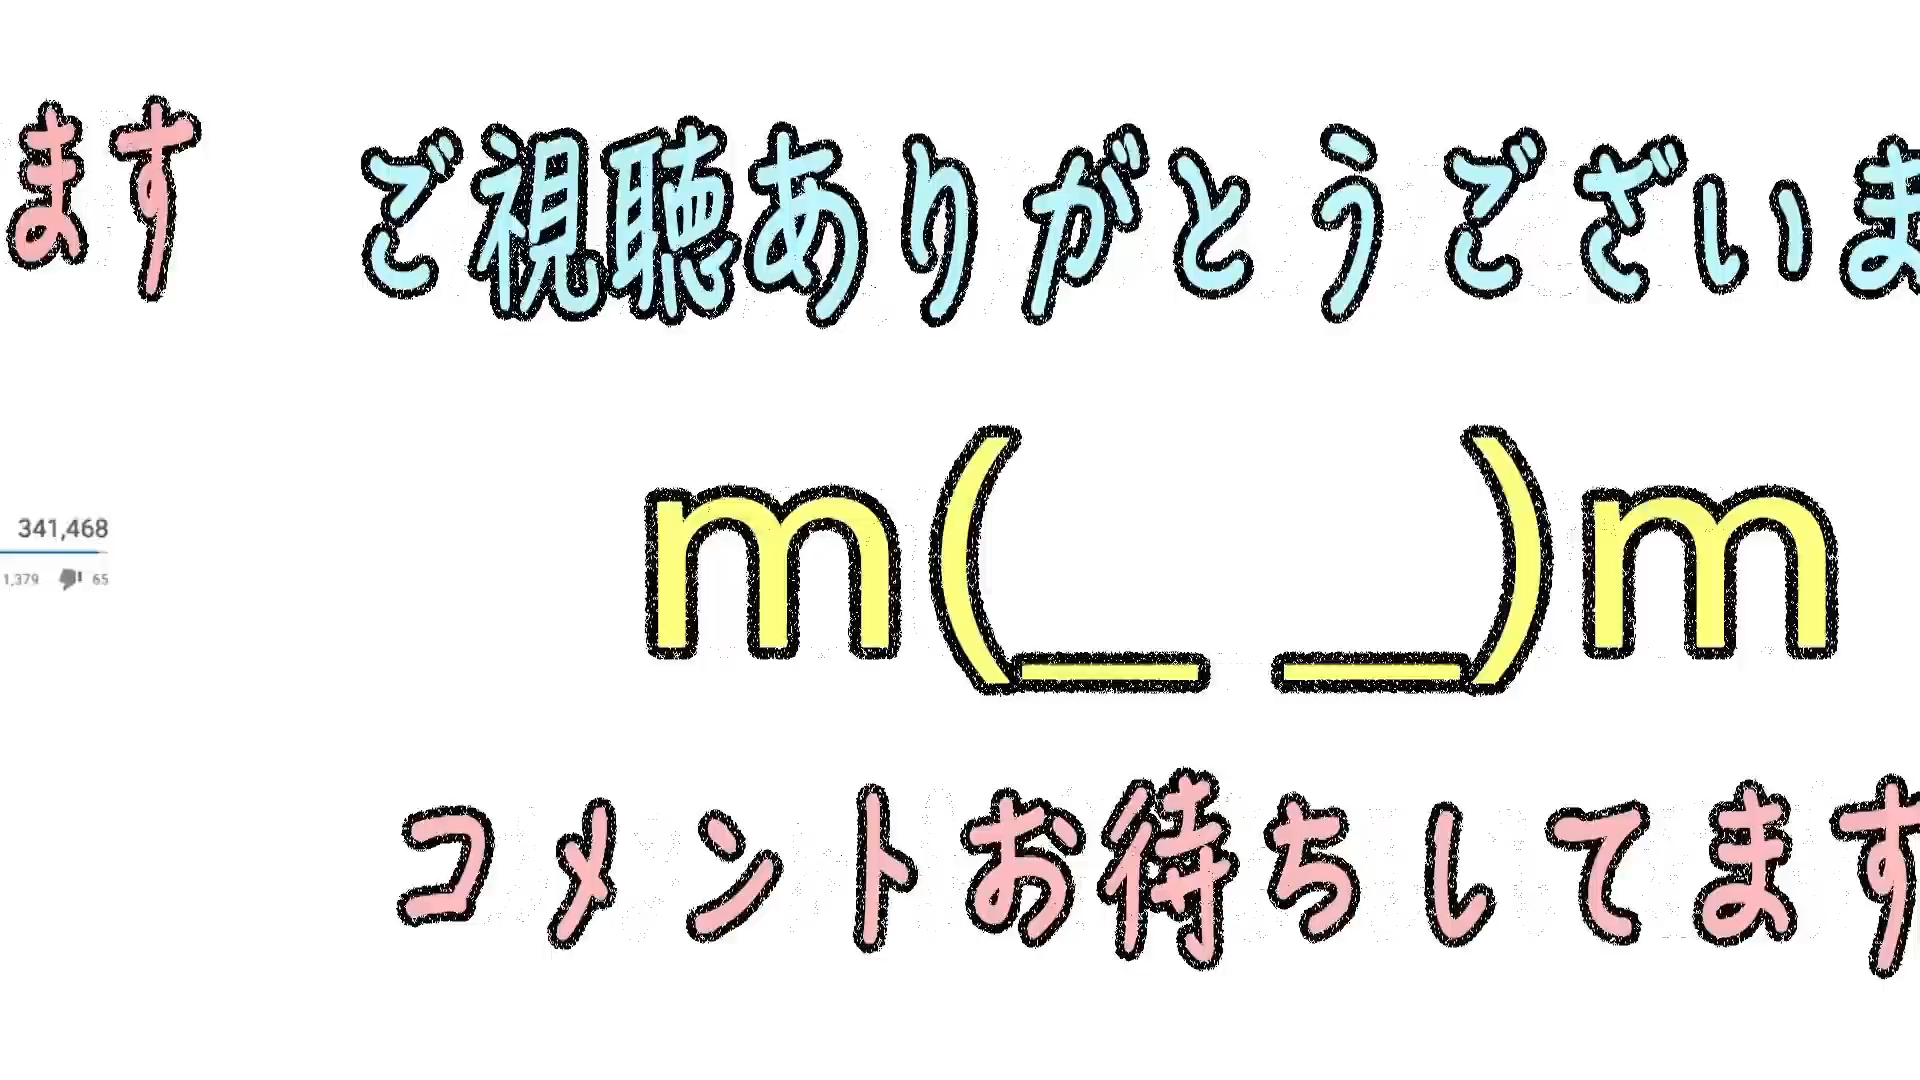 ます
ご視聴ありがとうございま
341,468
1,379 65
m(_ _)m
コメントお待ちしてます